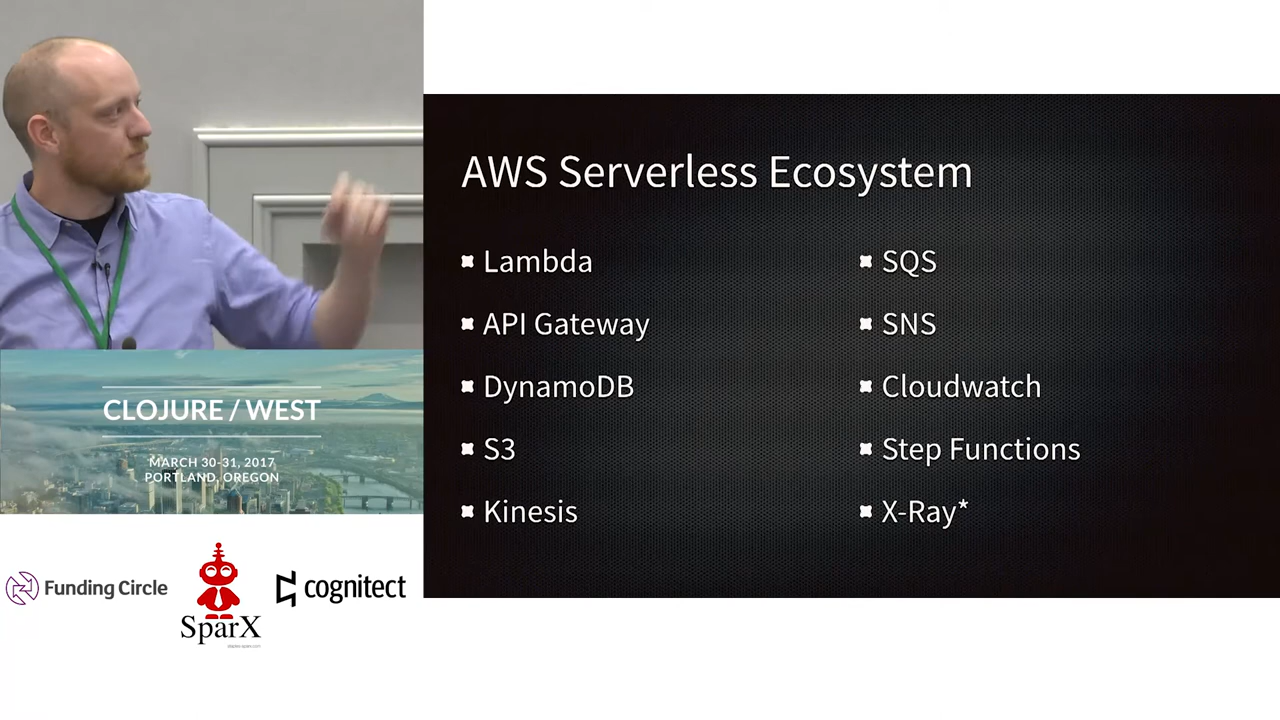 AWS Serverless Ecosystem
Lambda
API Gateway
DynamoDB
S3
Kinesis
SQS
SNS
Cloudwatch
Step Functions
X-Ray*
CLOJURE / WEST
MARCH 30-31, 2017
PORTLAND, OREGON
Funding Circle
SparX
cognitect